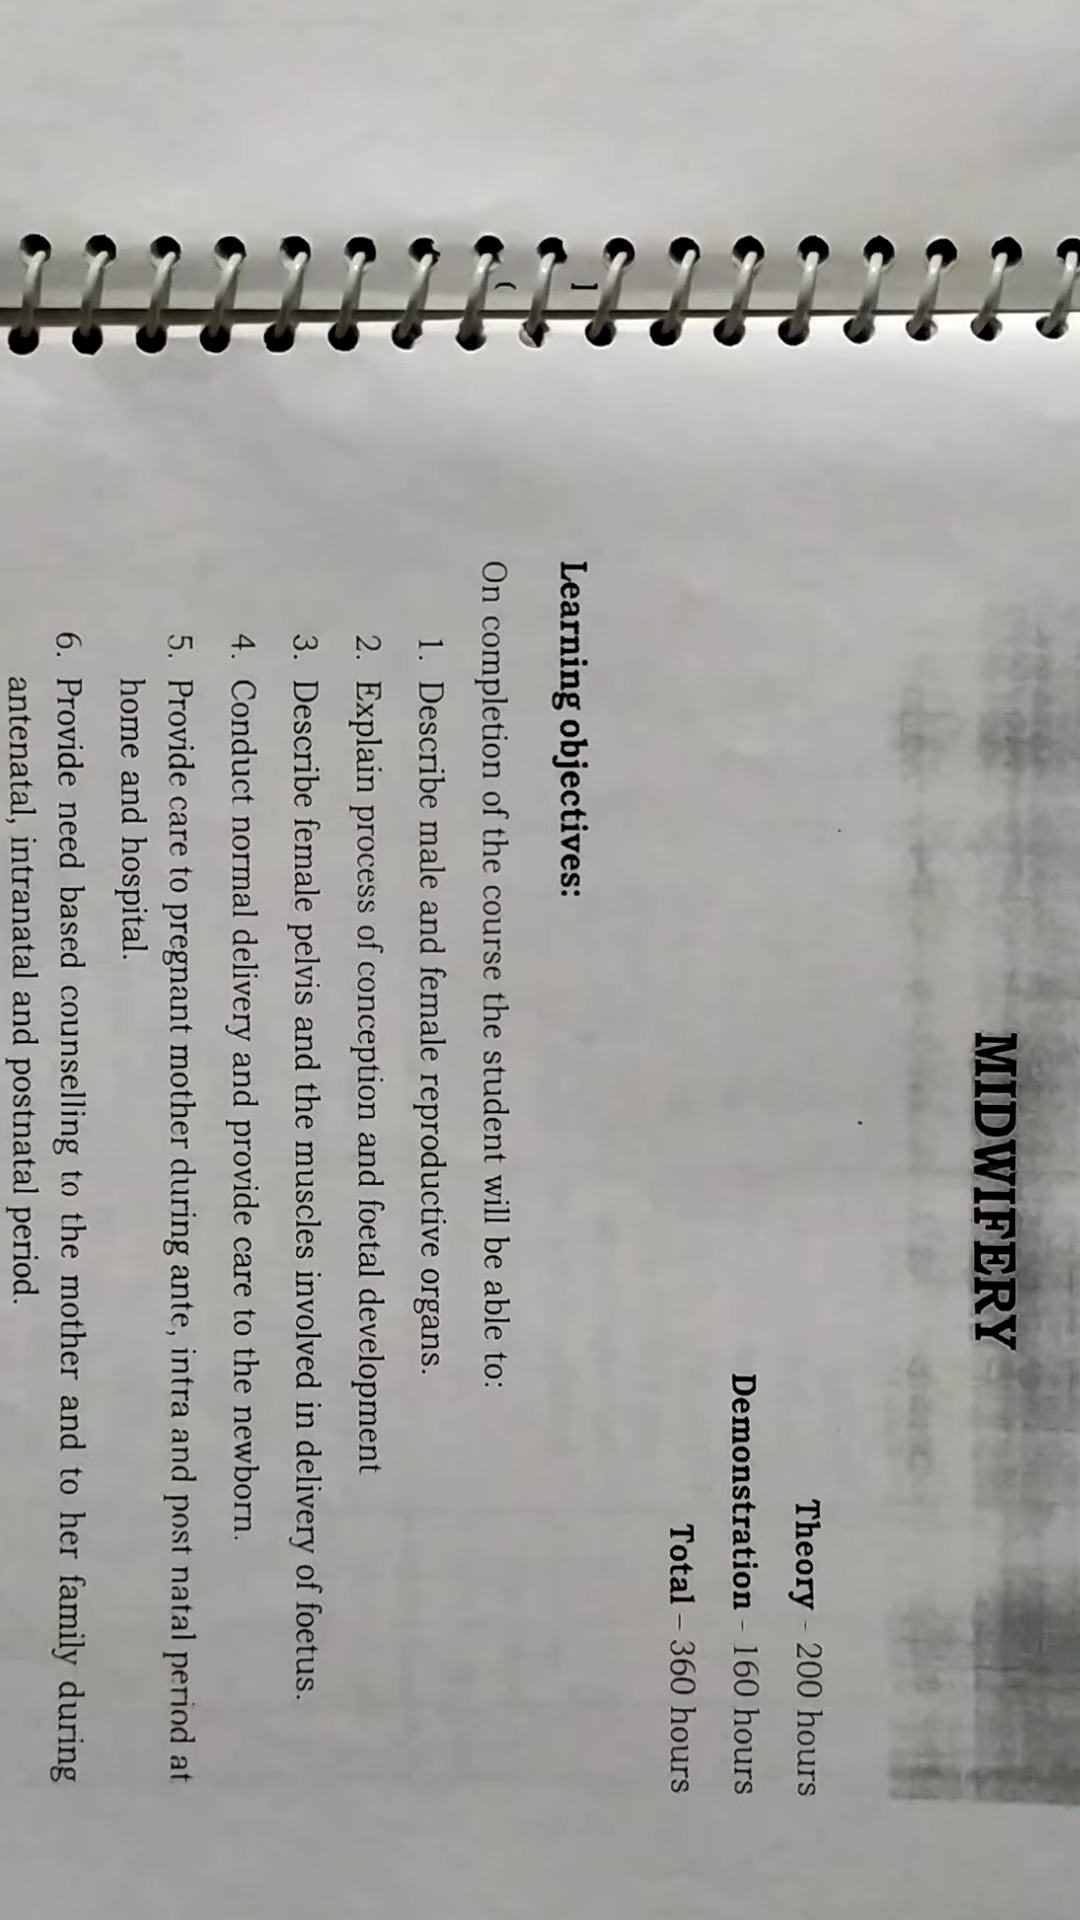 MIDWIFERY
Theory - 200 hours
Demonstration - 160 hours
Total – 360 hours
Learning objectives:
On completion of the course the student will be able to:
1. Describe male and female reproductive organs.
2. Explain process of conception and foetal development
3. Describe female pelvis and the muscles involved in delivery of foetus.
4. Conduct normal delivery and provide care to the newborn.
5. Provide care to pregnant mother during ante, intra and post natal period at
home and hospital.
6. Provide need based counselling to the mother and to her family during
antenatal, intranatal and postnatal period.